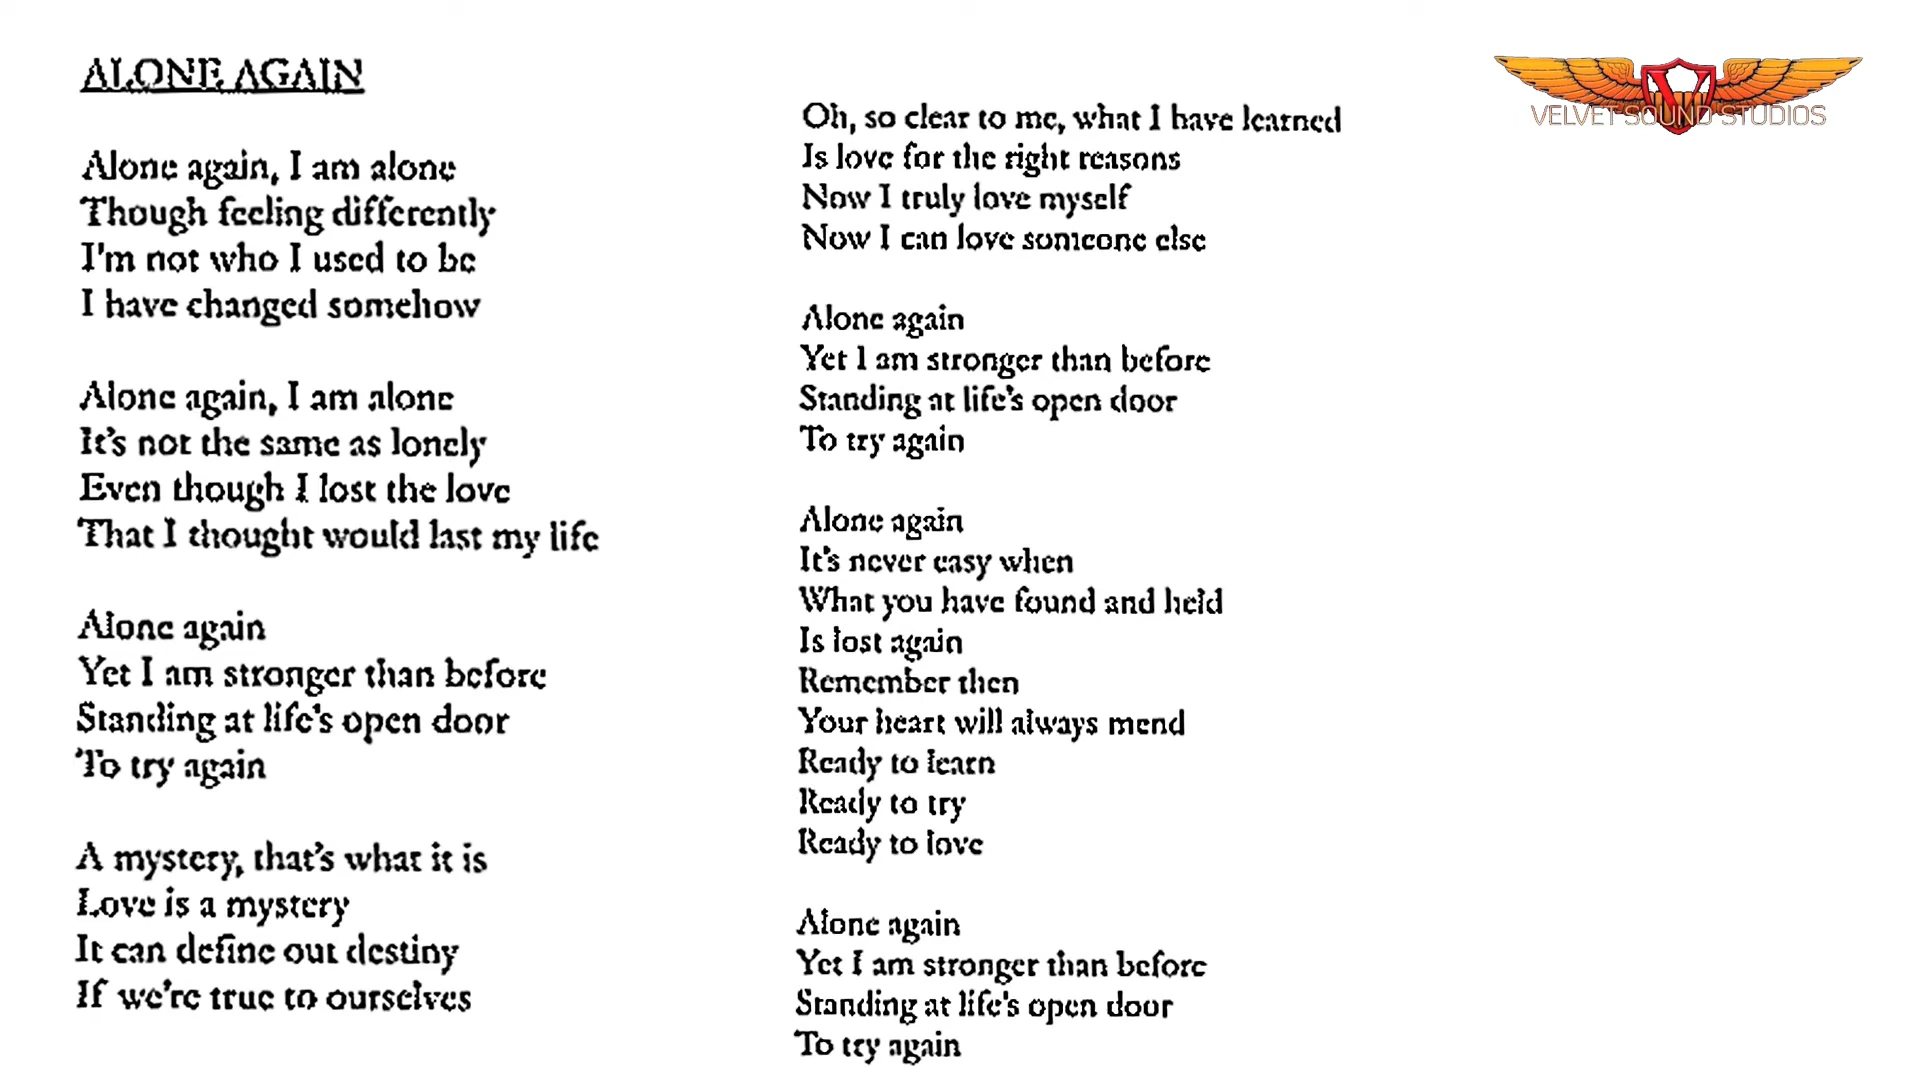 ALONE AGAIN
Alone again, I am alone
Though feeling differently
I'm not who I used to be
I have changed somehow
Alone again, I am alone
It's not the same as lonely
Even though I lost the love
That I thought would last my life
Alone again
Yet I am stronger than before
Standing at life's open door
To try again
A mystery, that's what it is
Love is a mystery
It can define out destiny
If we're true to ourselves
Oh, so clear to me, what I have learned
Is love for the right reasons
Now I truly love myself
Now I can love someone else
Alone again
Yet I am stronger than before
Standing at life's open door
To try again
Alone again
It's never easy when
What you have found and held
Is lost again
Remember then
Your heart will always mend
Ready to learn
Ready to try
Ready to love
Alone again
Yet I am stronger than before
Standing at life's open door
To try again
V
VELVET SOUND STUDIOS